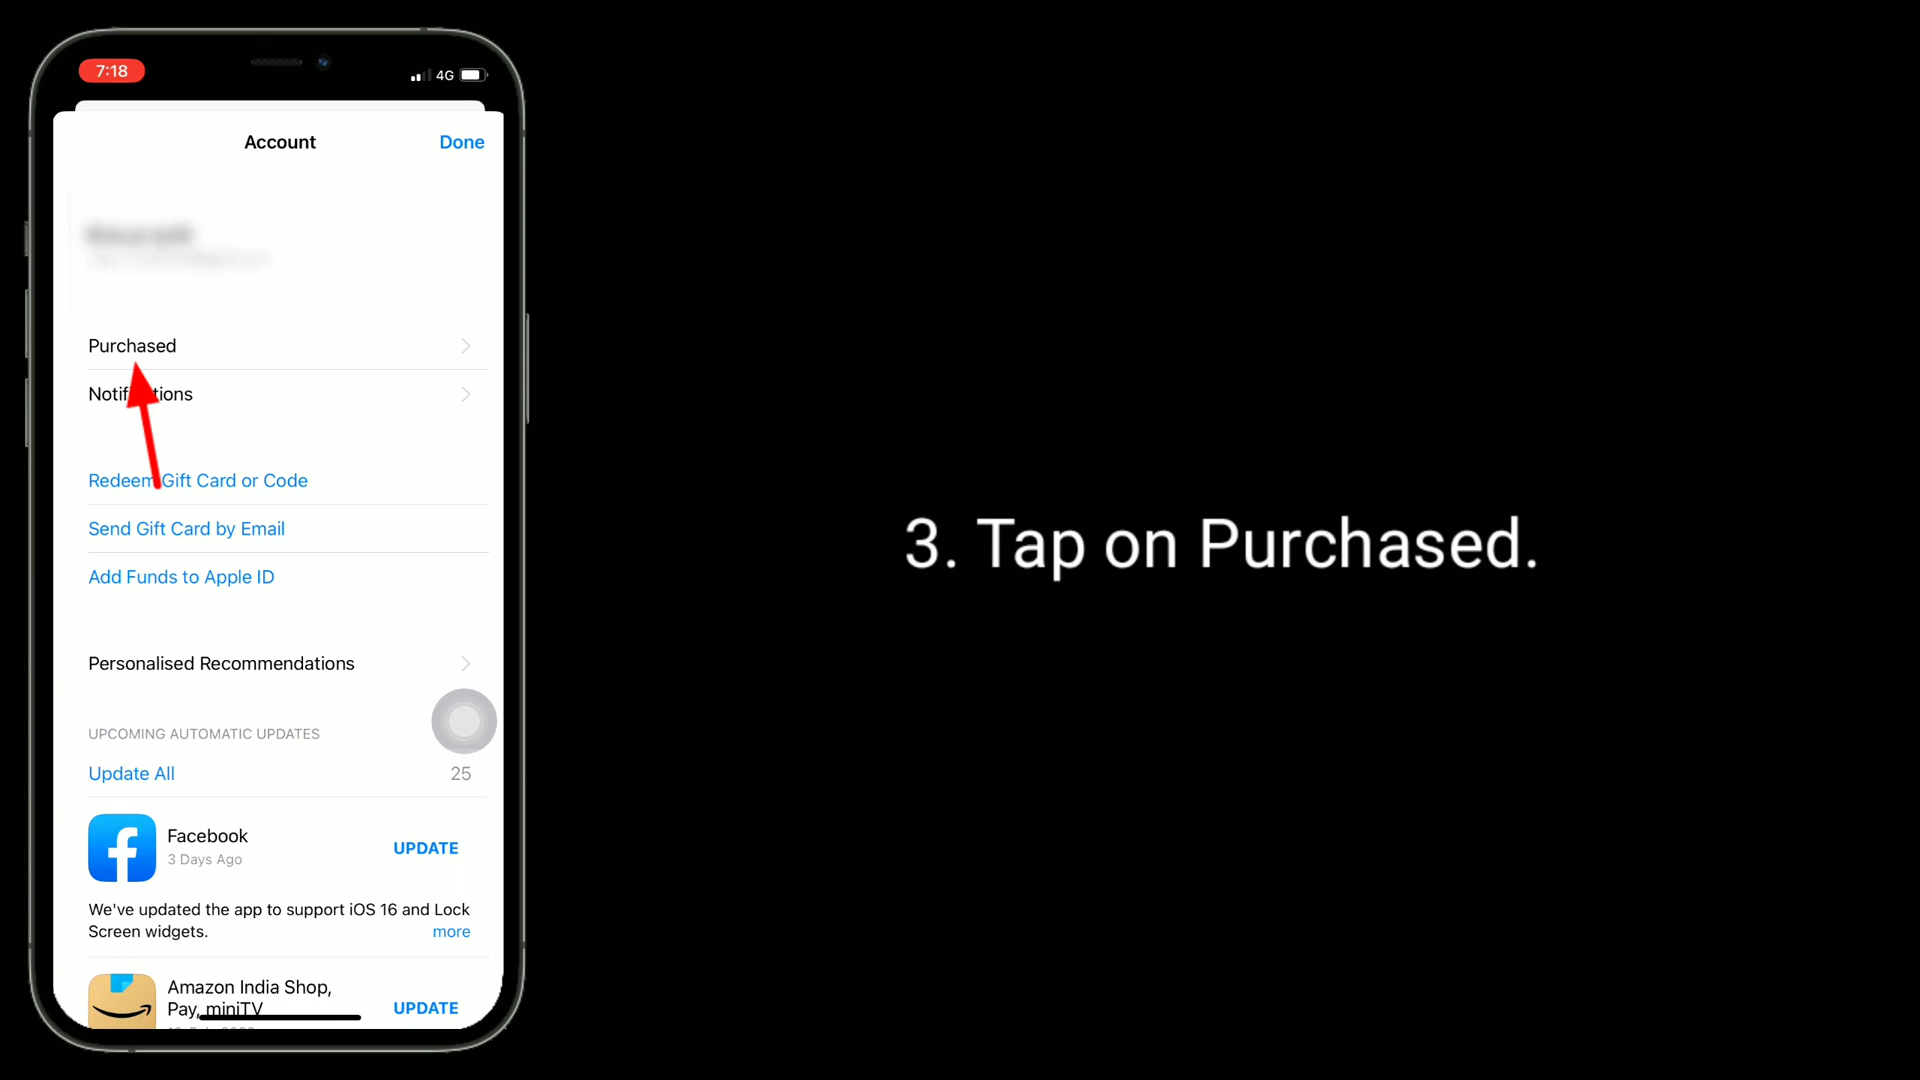 7:18
4G
Account
Done
Purchased
Notifications
Redeem Gift Card or Code
Send Gift Card by Email
Add Funds to Apple ID
Personalised Recommendations
UPCOMING AUTOMATIC UPDATES
Update All
25
Facebook
3 Days Ago
UPDATE
We've updated the app to support iOS 16 and Lock
Screen widgets.
more
Amazon India Shop,
Pay, miniTV
UPDATE
3. Tap on Purchased.